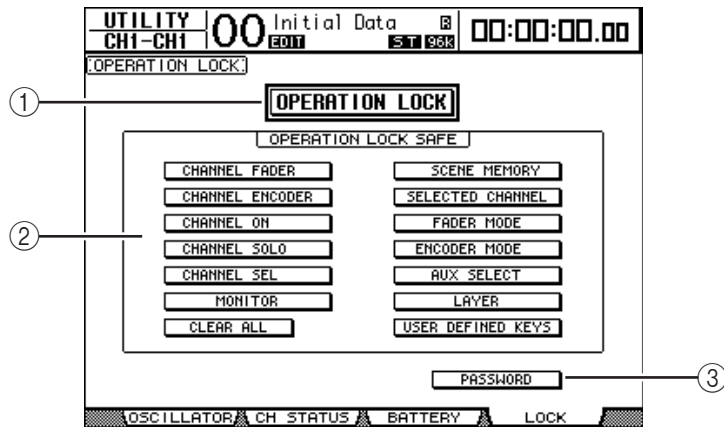 UTILITY
CH1-CH1
00 Initial Data R
EDIT ST 96K
00:00:00.00
OPERATION LOCK
① OPERATION LOCK
OPERATION LOCK SAFE
②
CHANNEL FADER SCENE MEMORY
CHANNEL ENCODER SELECTED CHANNEL
CHANNEL ON FADER MODE
CHANNEL SOLO ENCODER MODE
CHANNEL SEL AUX SELECT
MONITOR LAYER
CLEAR ALL USER DEFINED KEYS
PASSWORD ③
OSCILLATOR CH STATUS BATTERY LOCK